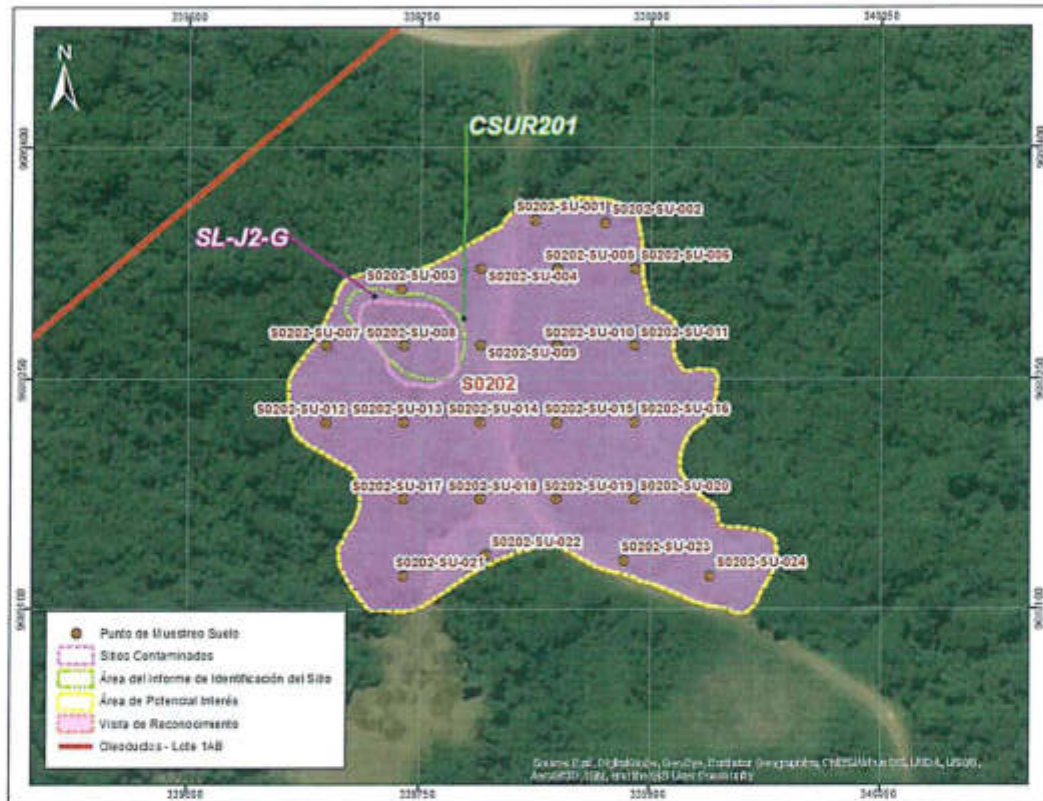 339750
N
CSUR201
SL-J2-G
S0202-SU-001
S0202-SU-002
S0202-SU-005
S0202-SU-006
S0202-SU-003
S0202-SU-004
S0202-SU-007
S0202-SU-008
S0202-SU-010
S0202-SU-011
S0202-SU-009
S0202
S0202-SU-012
S0202-SU-013
S0202-SU-014
S0202-SU-015
S0202-SU-016
S0202-SU-017
S0202-SU-018
S0202-SU-019
S0202-SU-020
S0202-SU-022
S0202-SU-023
S0202-SU-021
S0202-SU-024
Punto de Muestreo Suelo
Sitios Contaminados
Área del Informe de Identificación del Sitio
Área de Potencial Interés
Visita de Reconocimiento
Oleoductos - Lote 1AB
339750